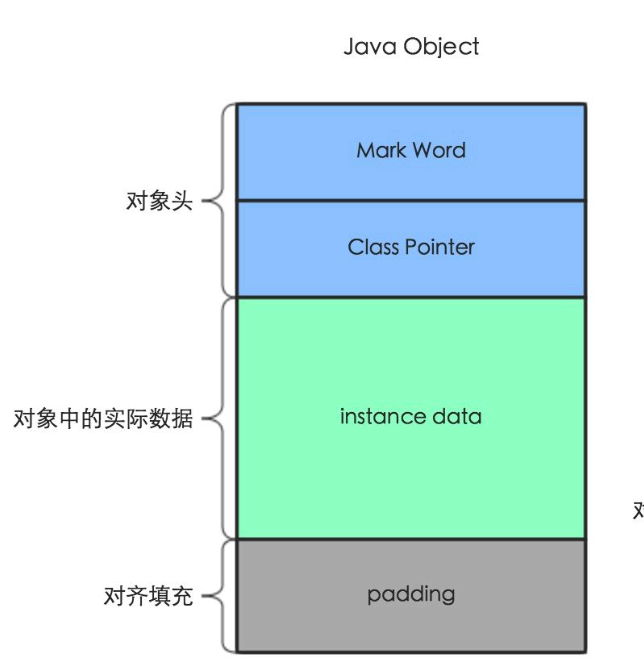 Java Object
Mark Word
对象头
Class Pointer
对象中的实际数据
instance data
对齐填充
padding